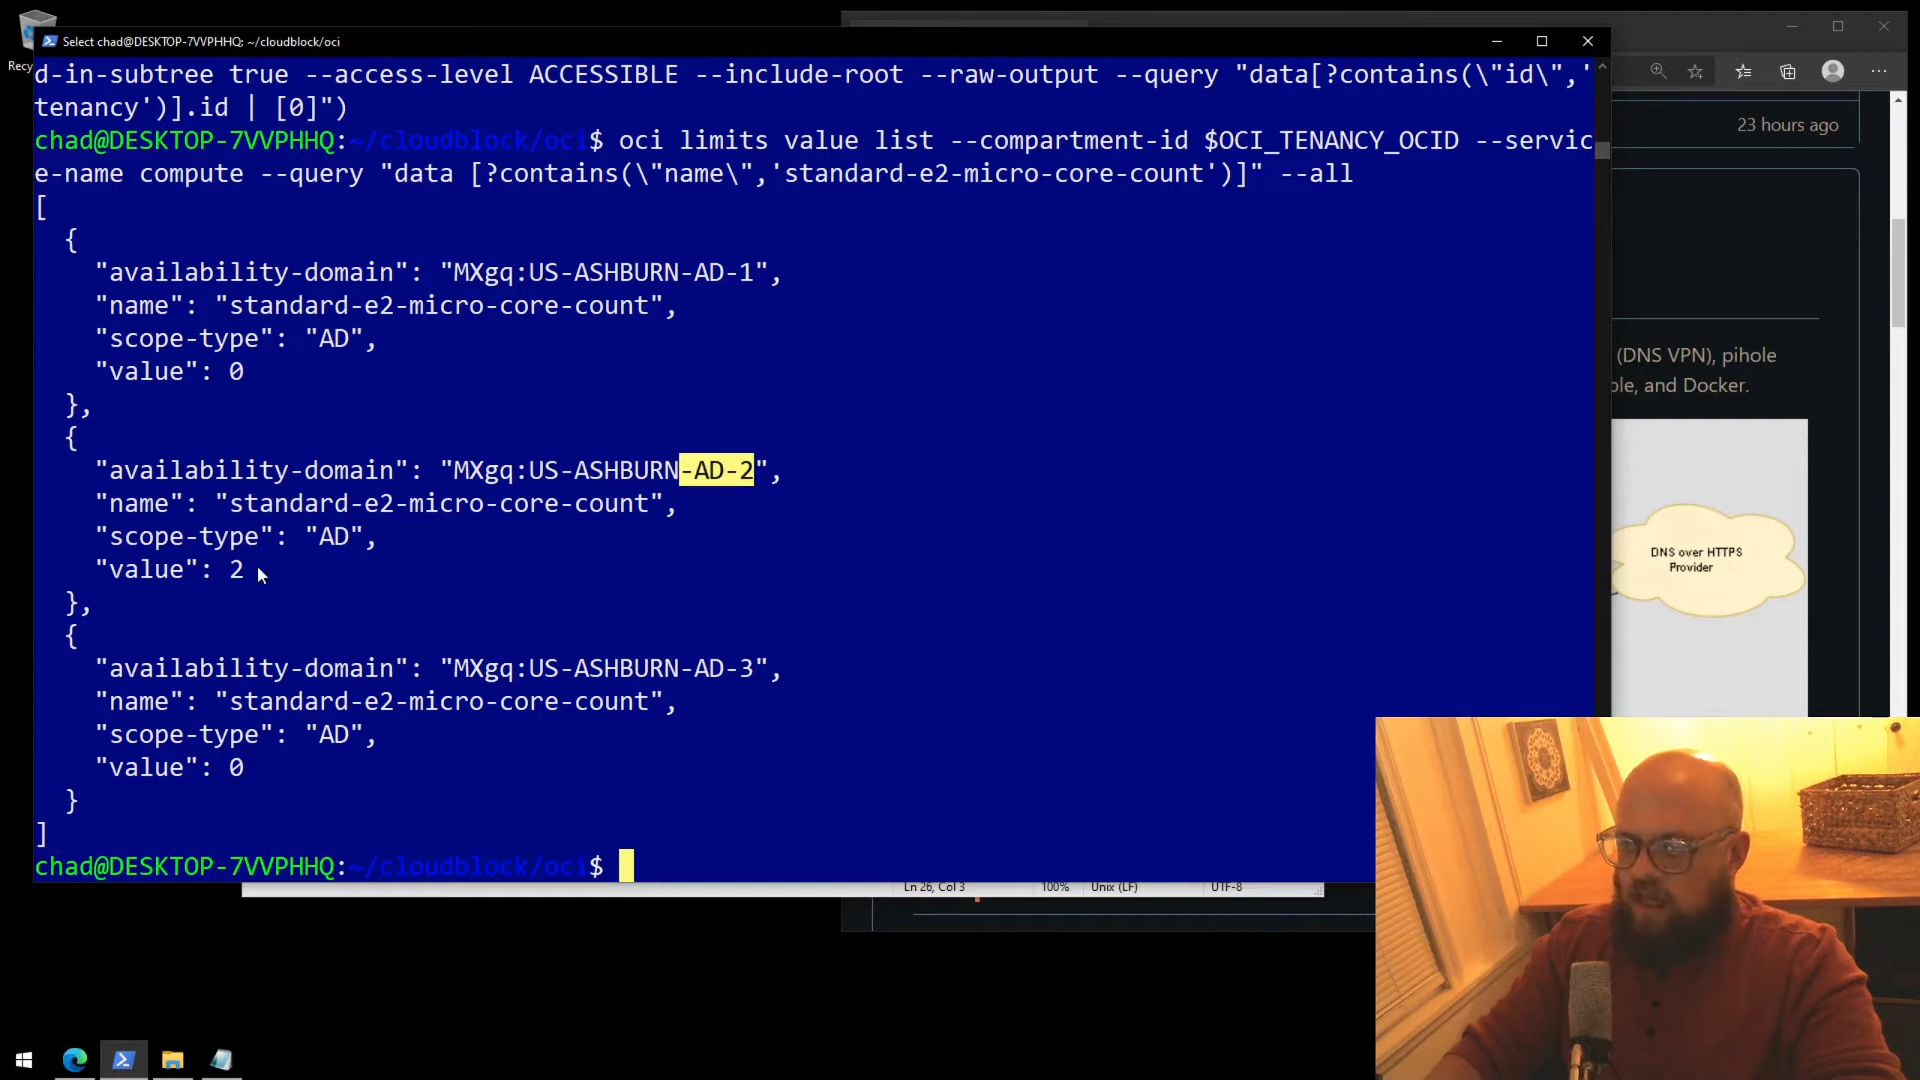 Recy
Select chad@DESKTOP-7VVPHHQ: ~/cloudblock/oci
d-in-subtree true --access-level ACCESSIBLE --include-root --raw-output --query "data[?contains(\"id\",'
tenancy')].id | [0]")
chad@DESKTOP-7VVPHHQ:~/cloudblock/oci$ oci limits value list --compartment-id $OCI_TENANCY_OCID --servic
e-name compute --query "data [?contains(\"name\",'standard-e2-micro-core-count')]" --all
[
{
"availability-domain": "MXgq:US-ASHBURN-AD-1",
"name": "standard-e2-micro-core-count",
"scope-type": "AD",
"value": 0
},
{
"availability-domain": "MXgq:US-ASHBURN-AD-2",
"name": "standard-e2-micro-core-count",
"scope-type": "AD",
"value": 2
},
{
"availability-domain": "MXgq:US-ASHBURN-AD-3",
"name": "standard-e2-micro-core-count",
"scope-type": "AD",
"value": 0
}
]
chad@DESKTOP-7VVPHHQ:~/cloudblock/oci$
Ln 26, Col 3 100% Unix (LF) UTF-8
23 hours ago
(DNS VPN), pihole
ble, and Docker.
DNS over HTTPS
Provider